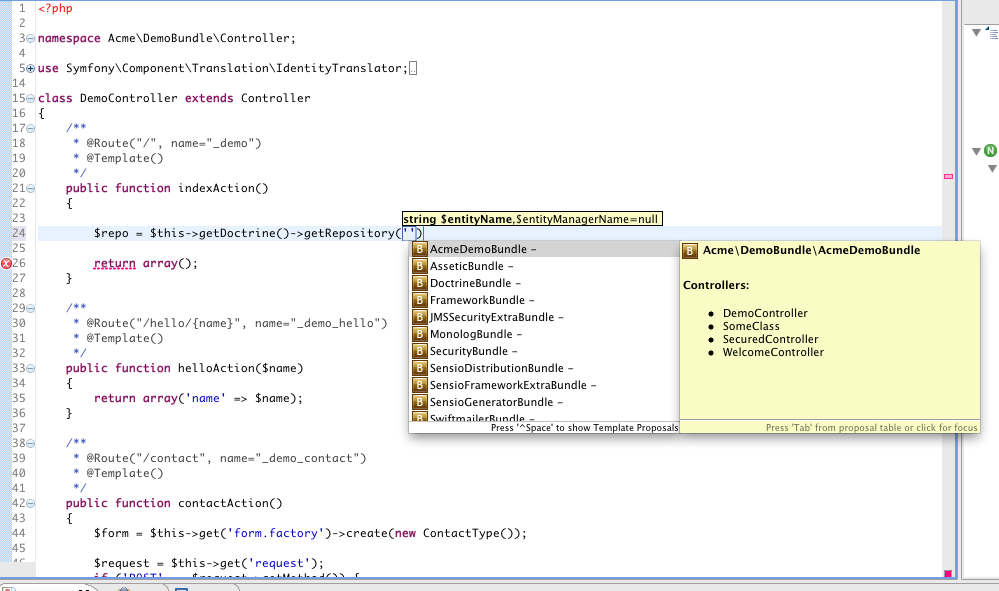 1 <?php
2
3 namespace Acme\DemoBundle\Controller;
4
5 use Symfony\Component\Translation\IdentityTranslator;
14
15 class DemoController extends Controller
16 {
17 /**
18 * @Route("/", name="_demo")
19 * @Template()
20 */
21 public function indexAction()
22 {
23
string $entityName,$entityManagerName=null
24 $repo = $this->getDoctrine()->getRepository('')
26 return array();
27 }
28
29 /**
30 * @Route("/hello/{name}", name="_demo_hello")
31 * @Template()
32 */
33 public function helloAction($name)
34 {
35 return array('name' => $name);
36 }
37
38 /**
39 * @Route("/contact", name="_demo_contact")
40 * @Template()
41 */
42 public function contactAction()
43 {
44 $form = $this->get('form.factory')->create(new ContactType());
45
46 $request = $this->get('request');
B AcmeDemoBundle –
B AsseticBundle –
B DoctrineBundle –
B FrameworkBundle –
B JMSSecurityExtraBundle –
B MonologBundle –
B SecurityBundle –
B SensioDistributionBundle –
B SensioFrameworkExtraBundle –
B SensioGeneratorBundle –
B SwiftmailerBundle –
Press '^Space' to show Template Proposals
B Acme\DemoBundle\AcmeDemoBundle
Controllers:
• DemoController
• SomeClass
• SecuredController
• WelcomeController
Press 'Tab' from proposal table or click for focus
N